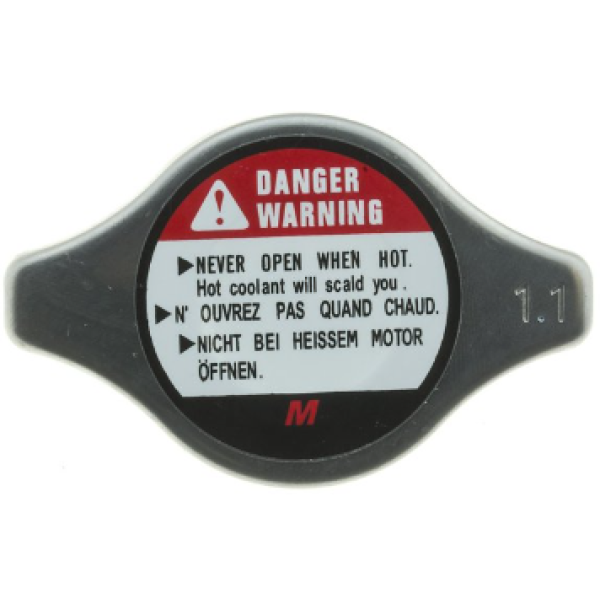 DANGER
WARNING
▶NEVER OPEN WHEN HOT.
Hot coolant will scald you.
▶N' OUVREZ PAS QUAND CHAUD.
▶NICHT BEI HEISSEM MOTOR
ÖFFNEN.
M
1.1